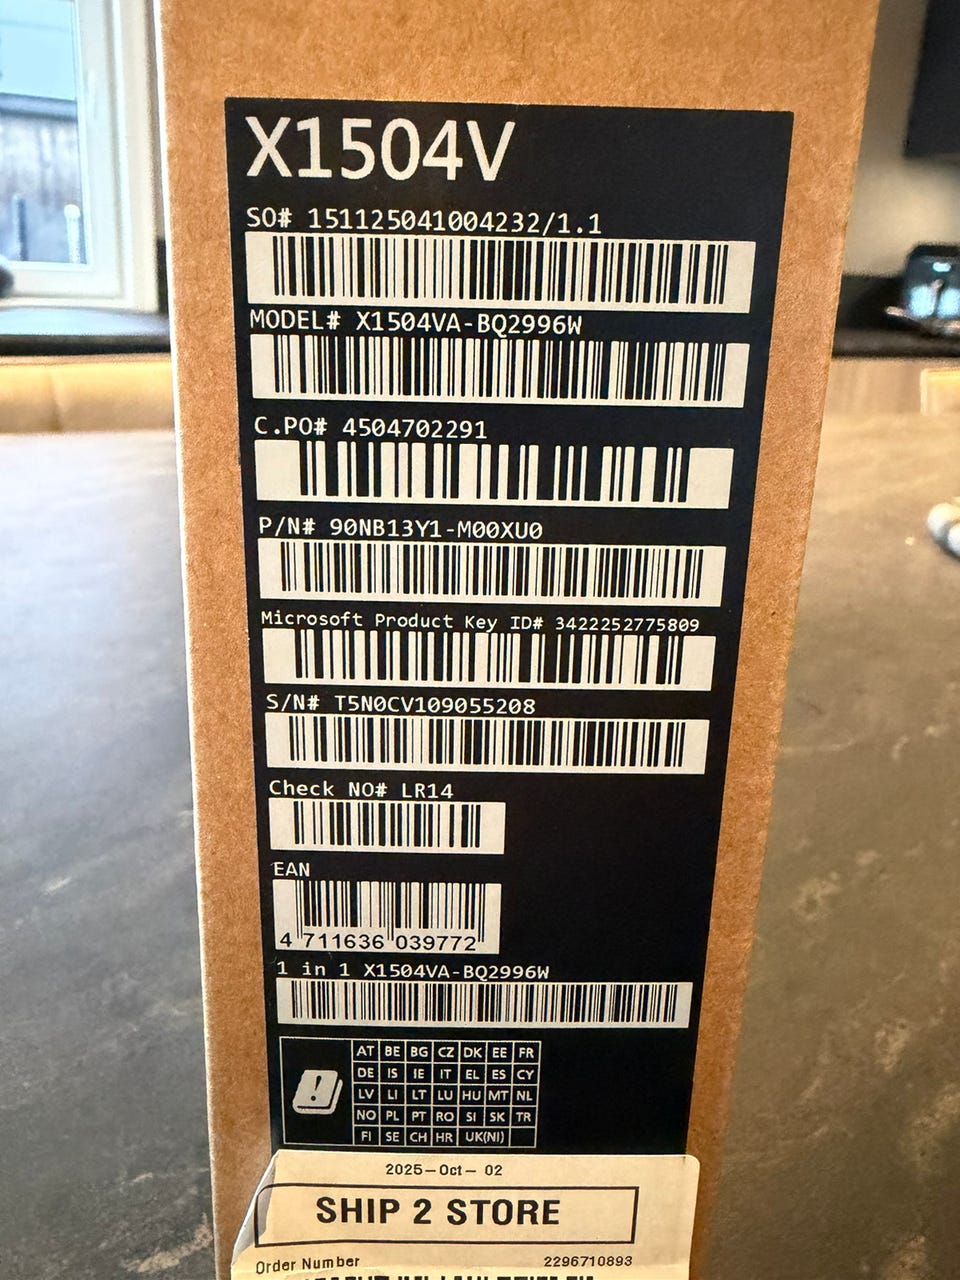 X1504V
SO# 151125041004232/1.1
MODEL# X1504VA-BQ2996W
C.PO# 4504702291
P/N# 90NB13Y1-M00XU0
Microsoft Product Key ID# 3422252775809
S/N# T5N0CV109055208
Check NO# LR14
EAN
4 711636 039772
1 in 1 X1504VA-BQ2996W
AT BE BG CZ DK EE FR
DE IS IE IT EL ES CY
LV LI LT LU HU MT NL
NO PL PT RO SI SK TR
FI SE CH HR UK(NI)
2025-Oct- 02
SHIP 2 STORE
Order Number 2296710893